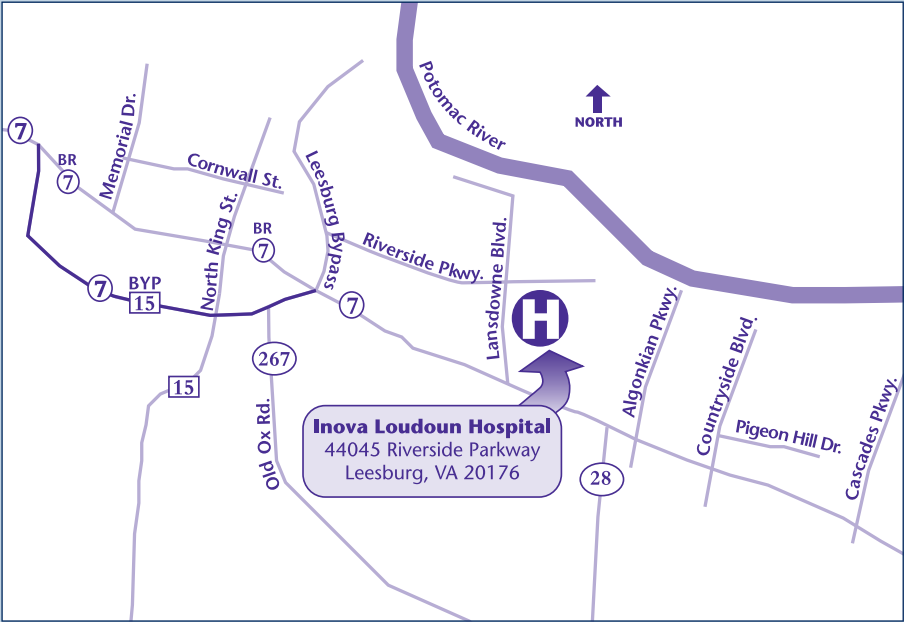 Potomac River
NORTH
7
BR
7
Memorial Dr.
Cornwall St.
North King St.
Leesburg Bypass
BR
7
Riverside Pkwy.
Lansdowne Blvd.
7
BYP
15
7
H
Algonkian Pkwy.
Countryside Blvd.
15
267
Old Ox Rd.
Inova Loudoun Hospital
44045 Riverside Parkway
Leesburg, VA 20176
Pigeon Hill Dr.
Cascades Pkwy.
28